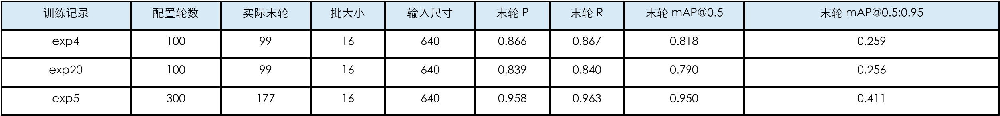 训练记录 配置轮数 实际末轮 批大小 输入尺寸 末轮 P 末轮 R 末轮 mAP@0.5 末轮 mAP@0.5:0.95
exp4 100 99 16 640 0.866 0.867 0.818 0.259
exp20 100 99 16 640 0.839 0.840 0.790 0.256
exp5 300 177 16 640 0.958 0.963 0.950 0.411